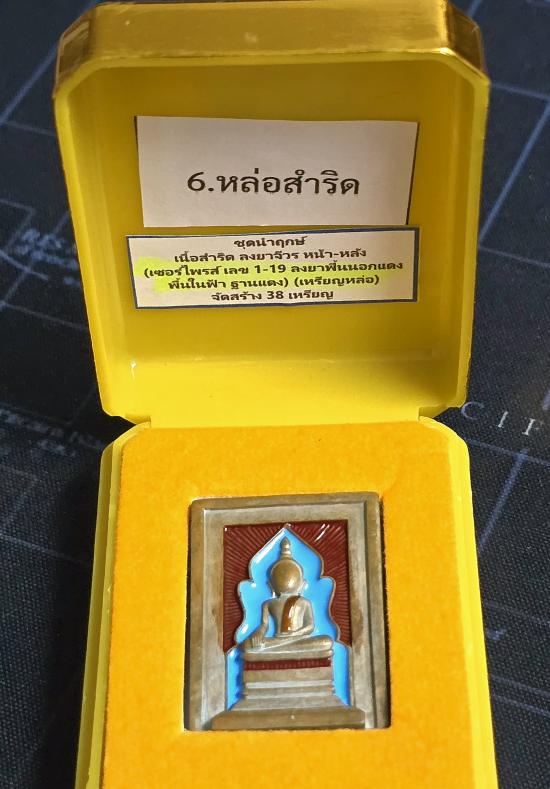 6.หล่อสำริด
ชุดนำฤกษ์
เนื้อสำริด ลงยาจีวร หน้า-หลัง
(เซอร์ไพรส์ เลข 1-19 ลงยาพื้นนอกแดง
พื้นในฟ้า ฐานแดง) (เหรียญหล่อ)
จัดสร้าง 38 เหรียญ
C I F